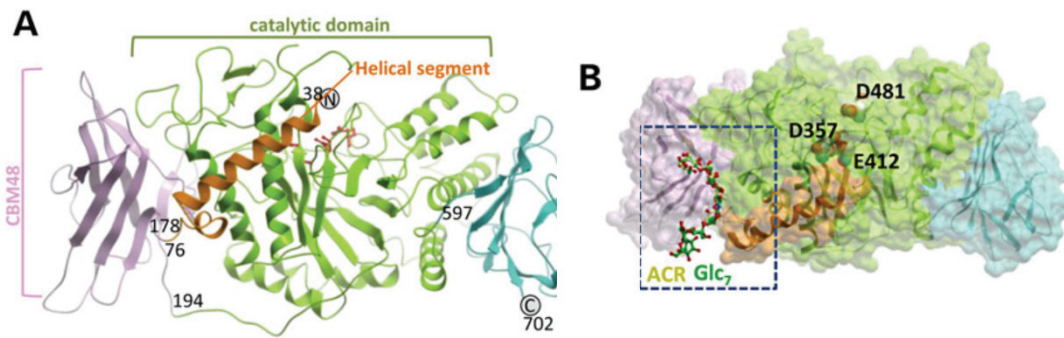 A
catalytic domain
Helical segment
38 N
CBM48
178
76
194
597
C
702
B
D481
D357
E412
ACR Glc7